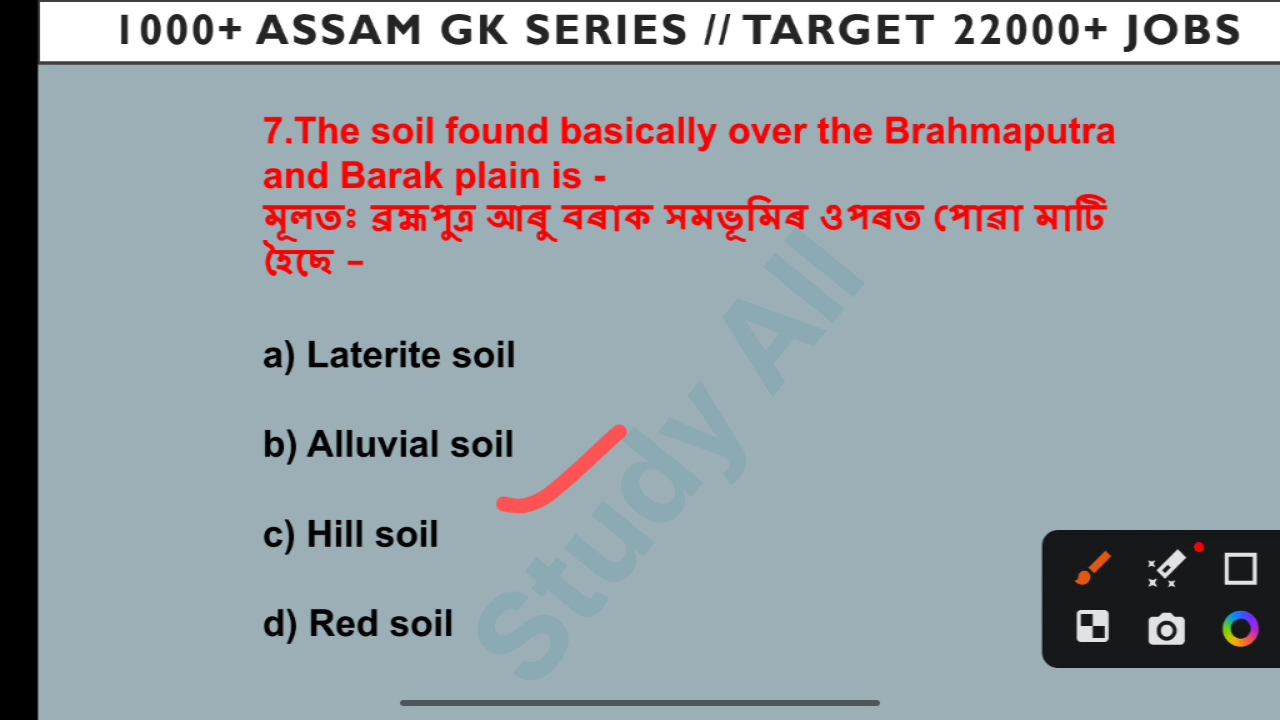 1000+ ASSAM GK SERIES // TARGET 22000+ JOBS
7.The soil found basically over the Brahmaputra
and Barak plain is -
মূলতঃ ব্ৰহ্মপুত্ৰ আৰু বৰাক সমভূমিৰ ওপৰত পোৱা মাটি
হৈছে –
a) Laterite soil
b) Alluvial soil
c) Hill soil
d) Red soil
Study All